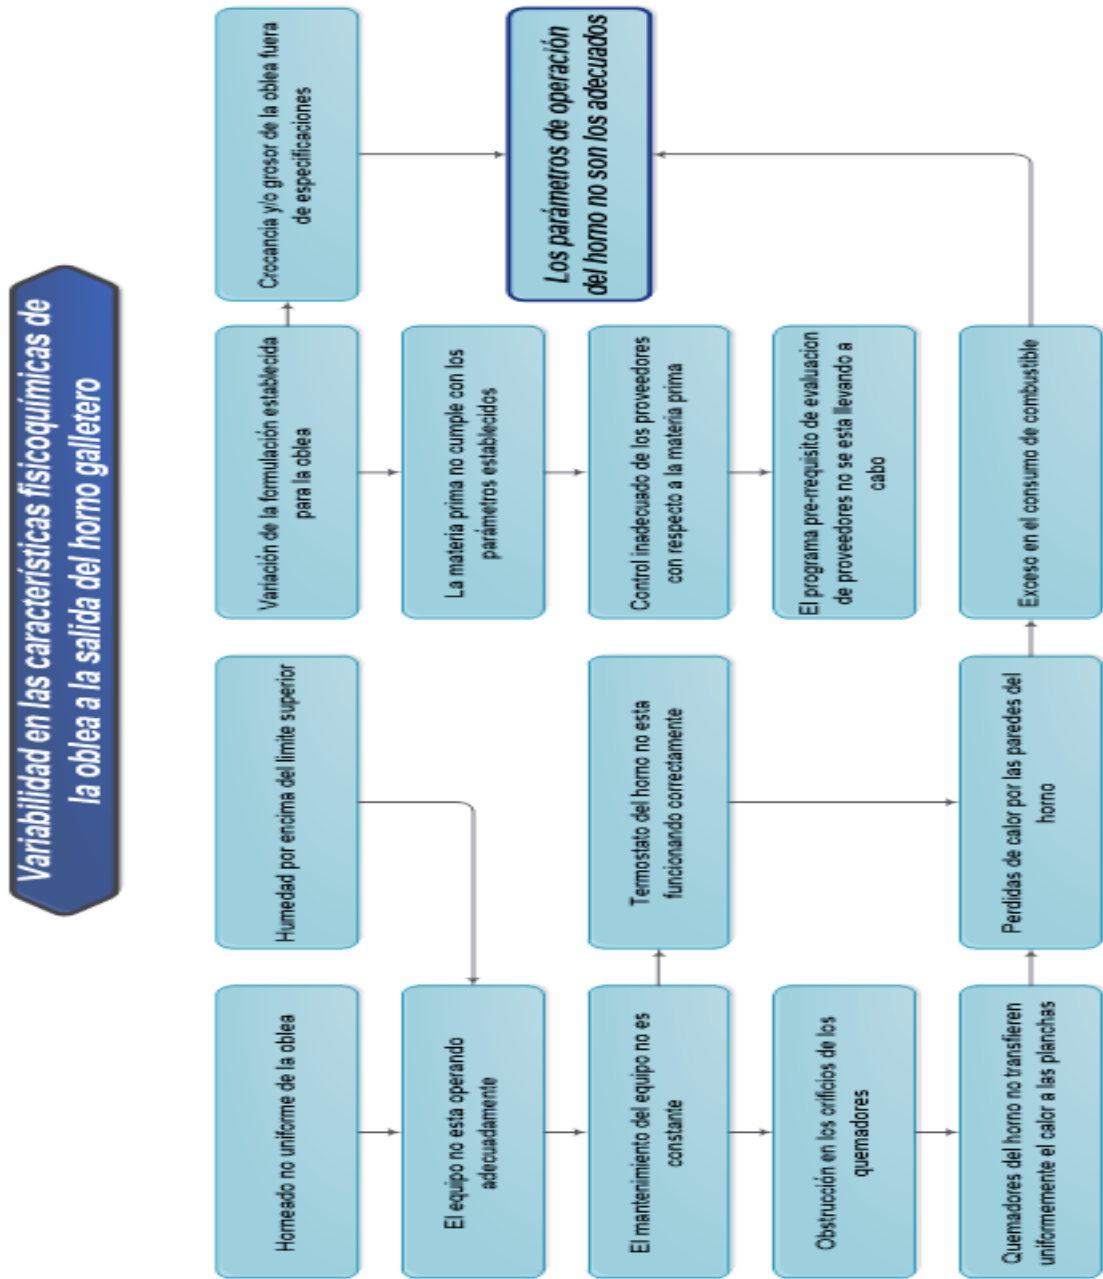 Variabilidad en las características fisicoquímicas de
la oblea a la salida del horno galletero
Horneado no uniforme de la oblea
Humedad por encima del limite superior
Variación de la formulación establecida
para la oblea
Crocancia y/o grosor de la oblea fuera
de especificaciones
El equipo no esta operando
adecuadamente
La materia prima no cumple con los
parámetros establecidos
Los parámetros de operación
del horno no son los adecuados
El mantenimiento del equipo no es
constante
Termostato del horno no esta
funcionando correctamente
Control inadecuado de los proveedores
con respecto a la materia prima
Obstrucción en los orificios de los
quemadores
El programa pre-rrequisito de evaluacion
de proveedores no se esta llevando a
cabo
Quemadores del horno no transfieren
uniformemente el calor a las planchas
Perdidas de calor por las paredes del
horno
Exceso en el consumo de combustible